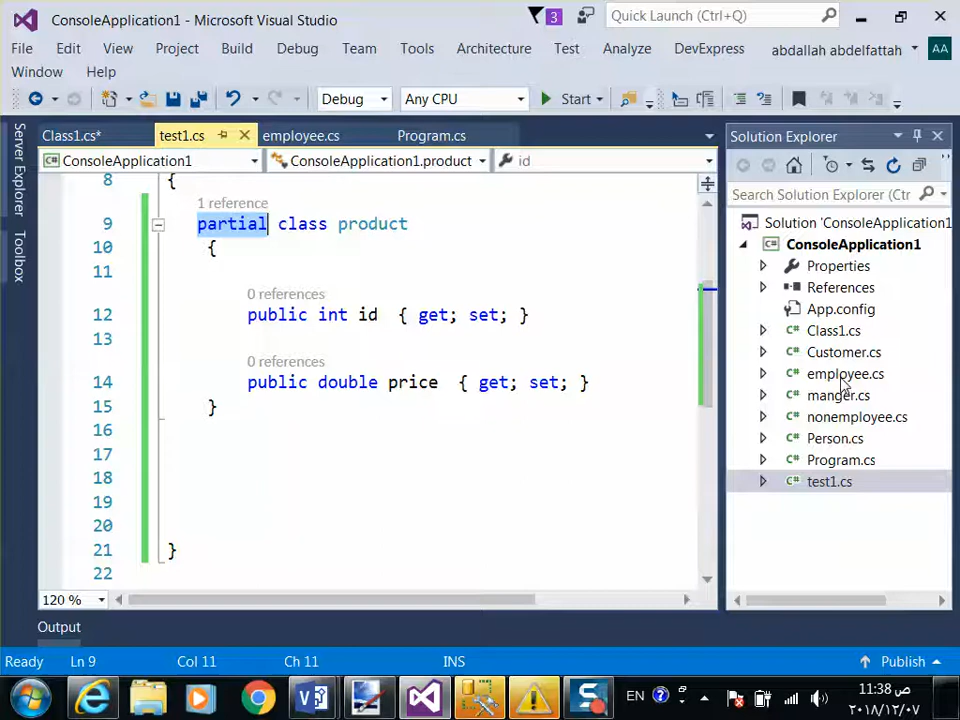 ConsoleApplication1 - Microsoft Visual Studio
3
Quick Launch (Ctrl+Q)
File Edit View Project Build Debug Team Tools Architecture Test Analyze DevExpress abdallah abdelfattah AA
Window Help
Debug Any CPU Start
Server Explorer
Toolbox
Class1.cs* test1.cs employee.cs Program.cs
ConsoleApplication1 ConsoleApplication1.product id
8 {
1 reference
9 partial class product
10 {
11
0 references
12 public int id { get; set; }
13
0 references
14 public double price { get; set; }
15 }
16
17
18
19
20
21 }
22
120 %
Solution Explorer
Search Solution Explorer (Ctr
Solution 'ConsoleApplication1
ConsoleApplication1
Properties
References
App.config
C# Class1.cs
C# Customer.cs
C# employee.cs
C# manger.cs
C# nonemployee.cs
C# Person.cs
C# Program.cs
C# test1.cs
Output
Ready Ln 9 Col 11 Ch 11 INS Publish
EN 11:38 ص
٢٠١٨/١٢/٠٧